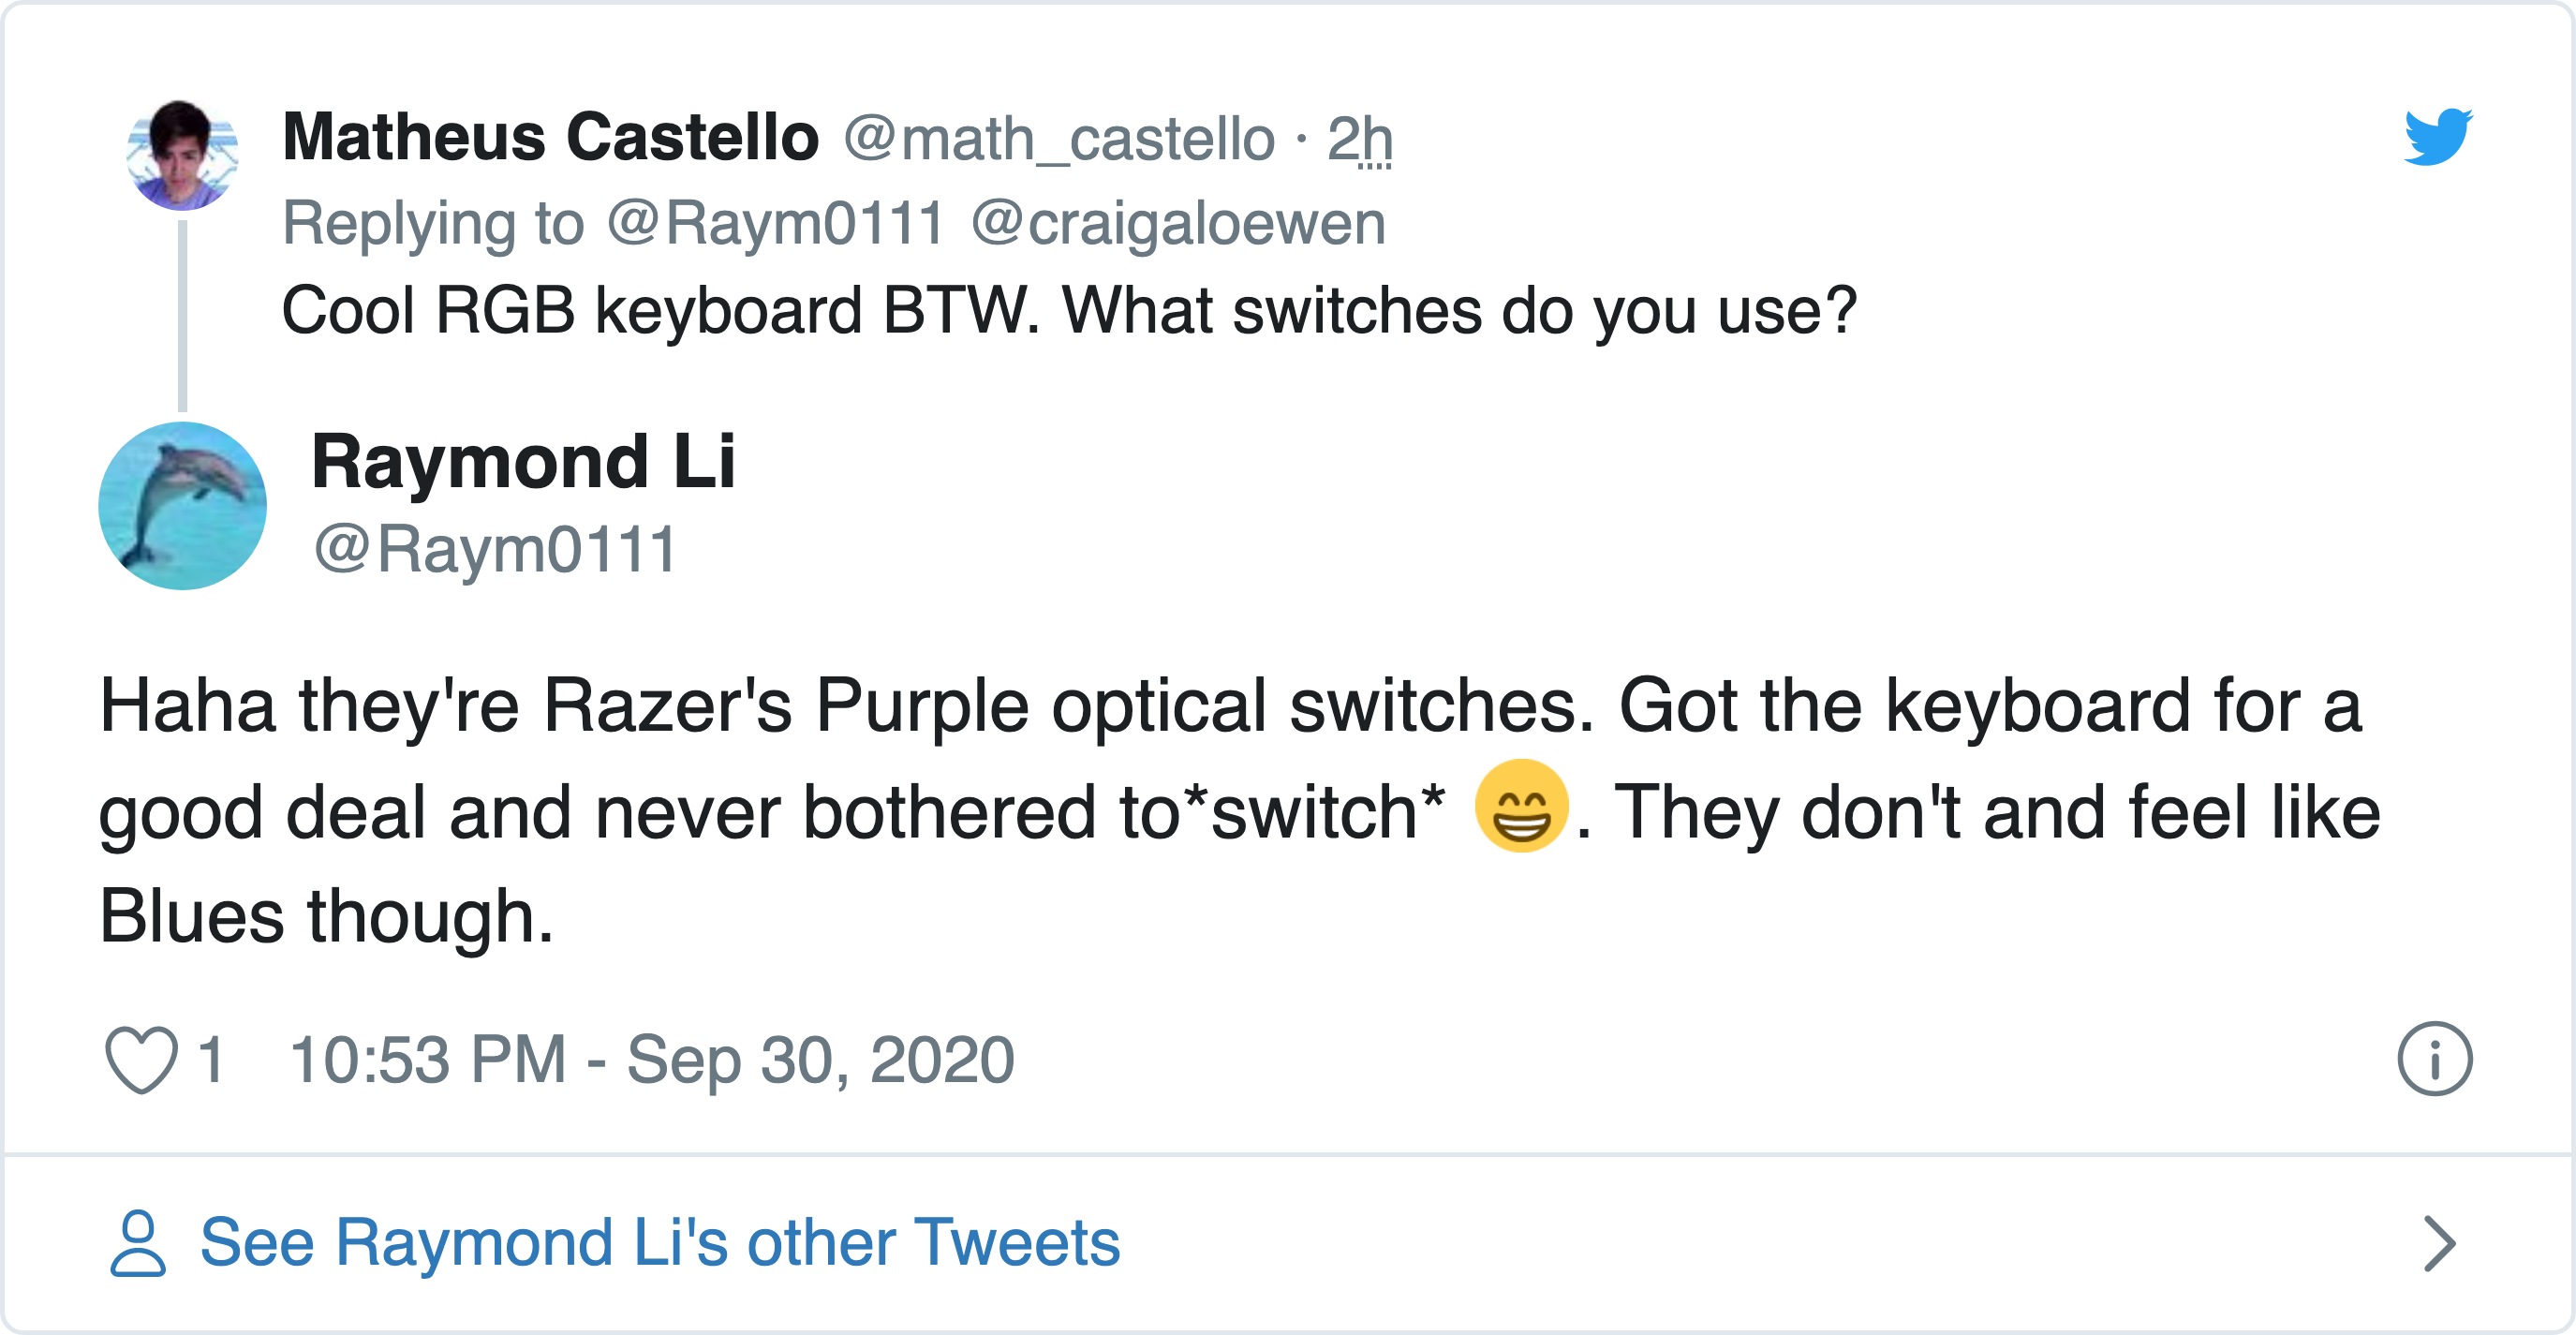 Matheus Castello @math_castello · 2h
Replying to @Raym0111 @craigaloewen
Cool RGB keyboard BTW. What switches do you use?
Raymond Li
@Raym0111
Haha they're Razer's Purple optical switches. Got the keyboard for a
good deal and never bothered to*switch* 😁. They don't and feel like
Blues though.
1 10:53 PM - Sep 30, 2020
See Raymond Li's other Tweets